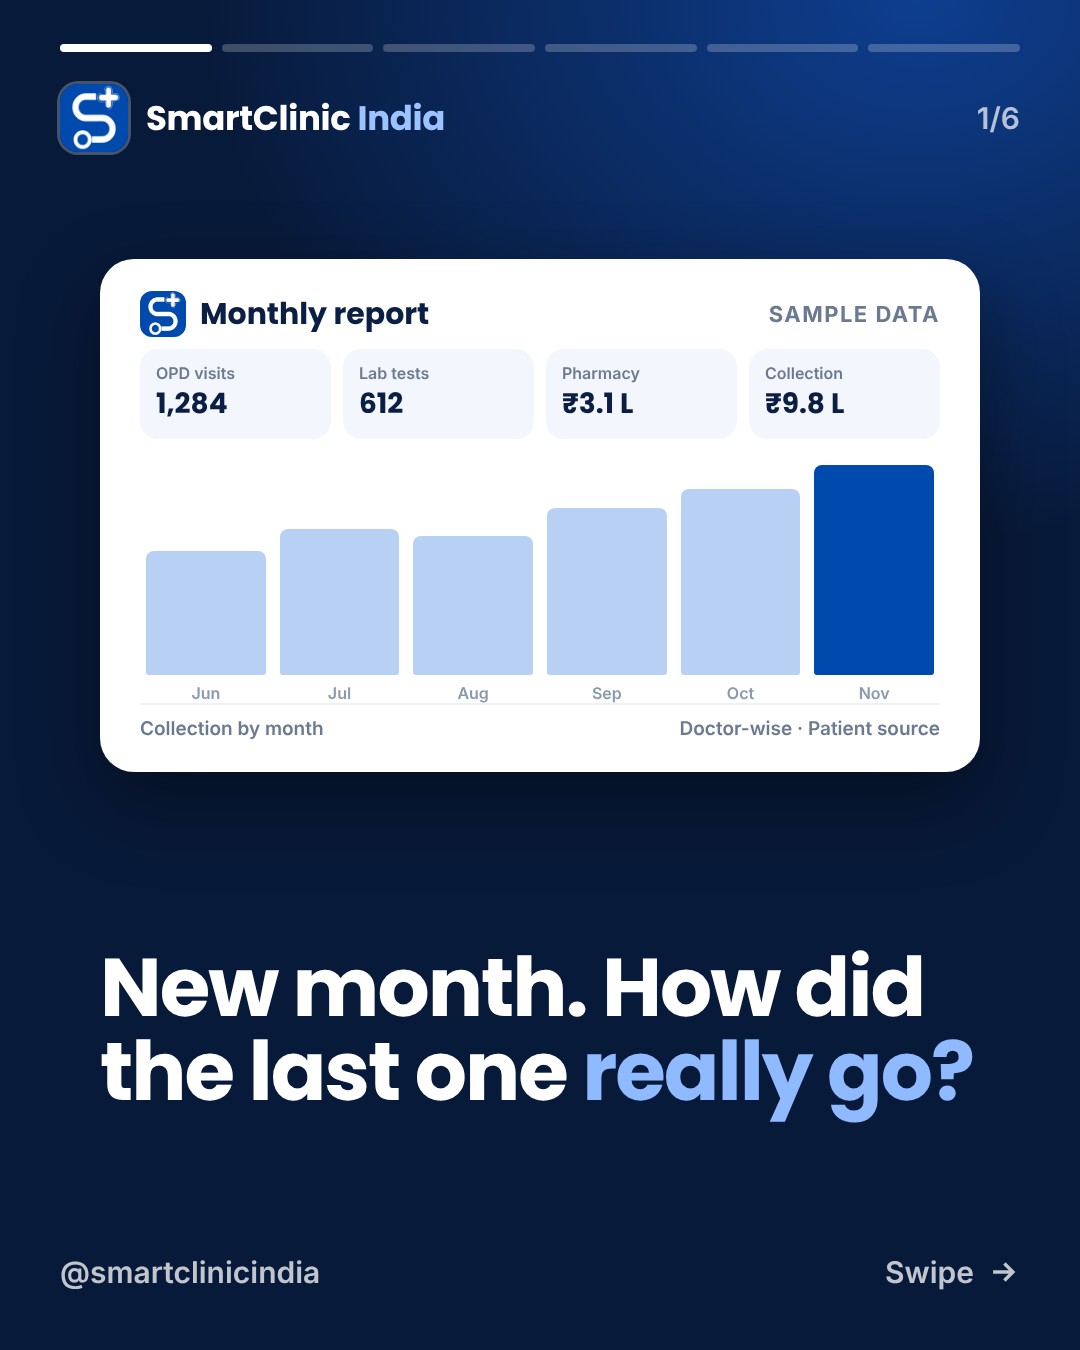 SmartClinic India
1/6
Monthly report
SAMPLE DATA
OPD visits
1,284
Lab tests
612
Pharmacy
₹3.1 L
Collection
₹9.8 L
Jun Jul Aug Sep Oct Nov
Collection by month
Doctor-wise · Patient source
New month. How did
the last one really go?
@smartclinicindia
Swipe →